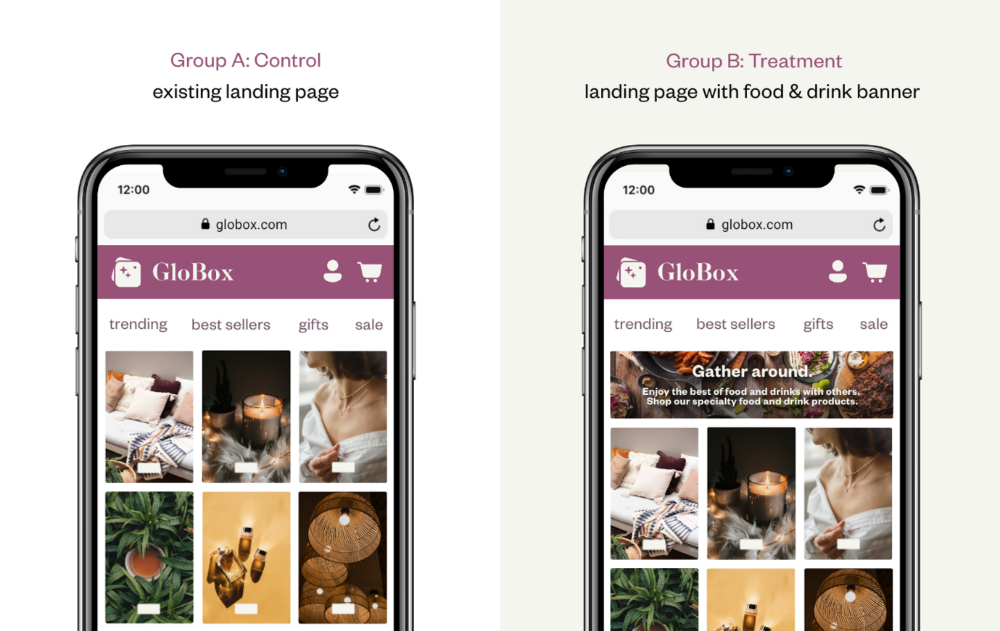 Group A: Control
existing landing page
12:00
globox.com
GloBox
trending best sellers gifts sale
Group B: Treatment
landing page with food & drink banner
12:00
globox.com
GloBox
trending best sellers gifts sale
Gather around.
Enjoy the best of food and drinks with others.
Shop our specialty food and drink products.